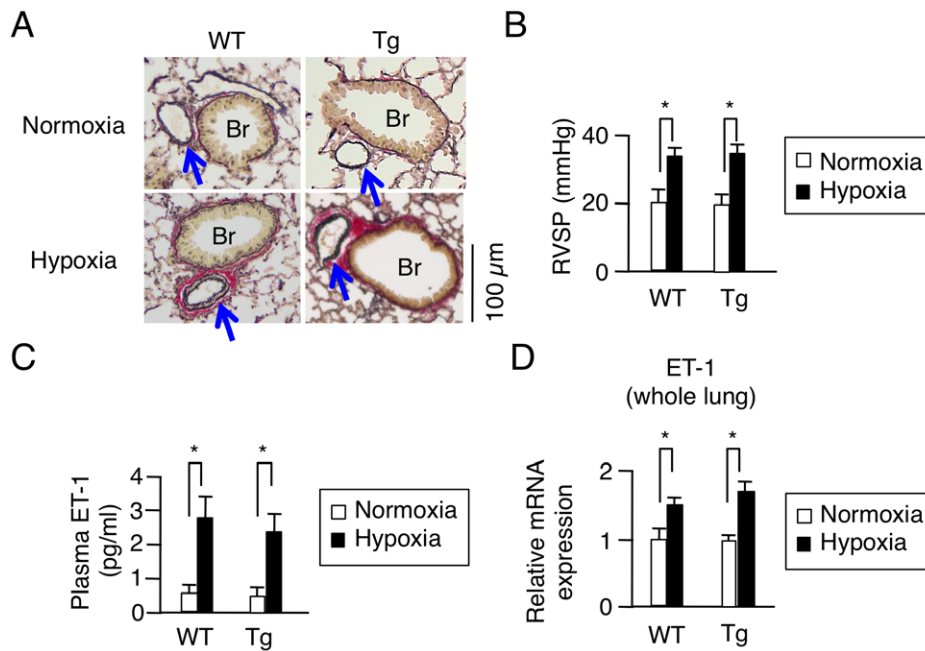 A
WT
Tg
Normoxia
Br
Br
Hypoxia
Br
Br
100 μm
B
RVSP (mmHg)
40
20
0
*
*
WT
Tg
Normoxia
Hypoxia
C
Plasma ET-1
(pg/ml)
4
3
2
1
0
*
*
WT
Tg
Normoxia
Hypoxia
D
ET-1
(whole lung)
Relative mRNA
expression
2
1
0
*
*
WT
Tg
Normoxia
Hypoxia